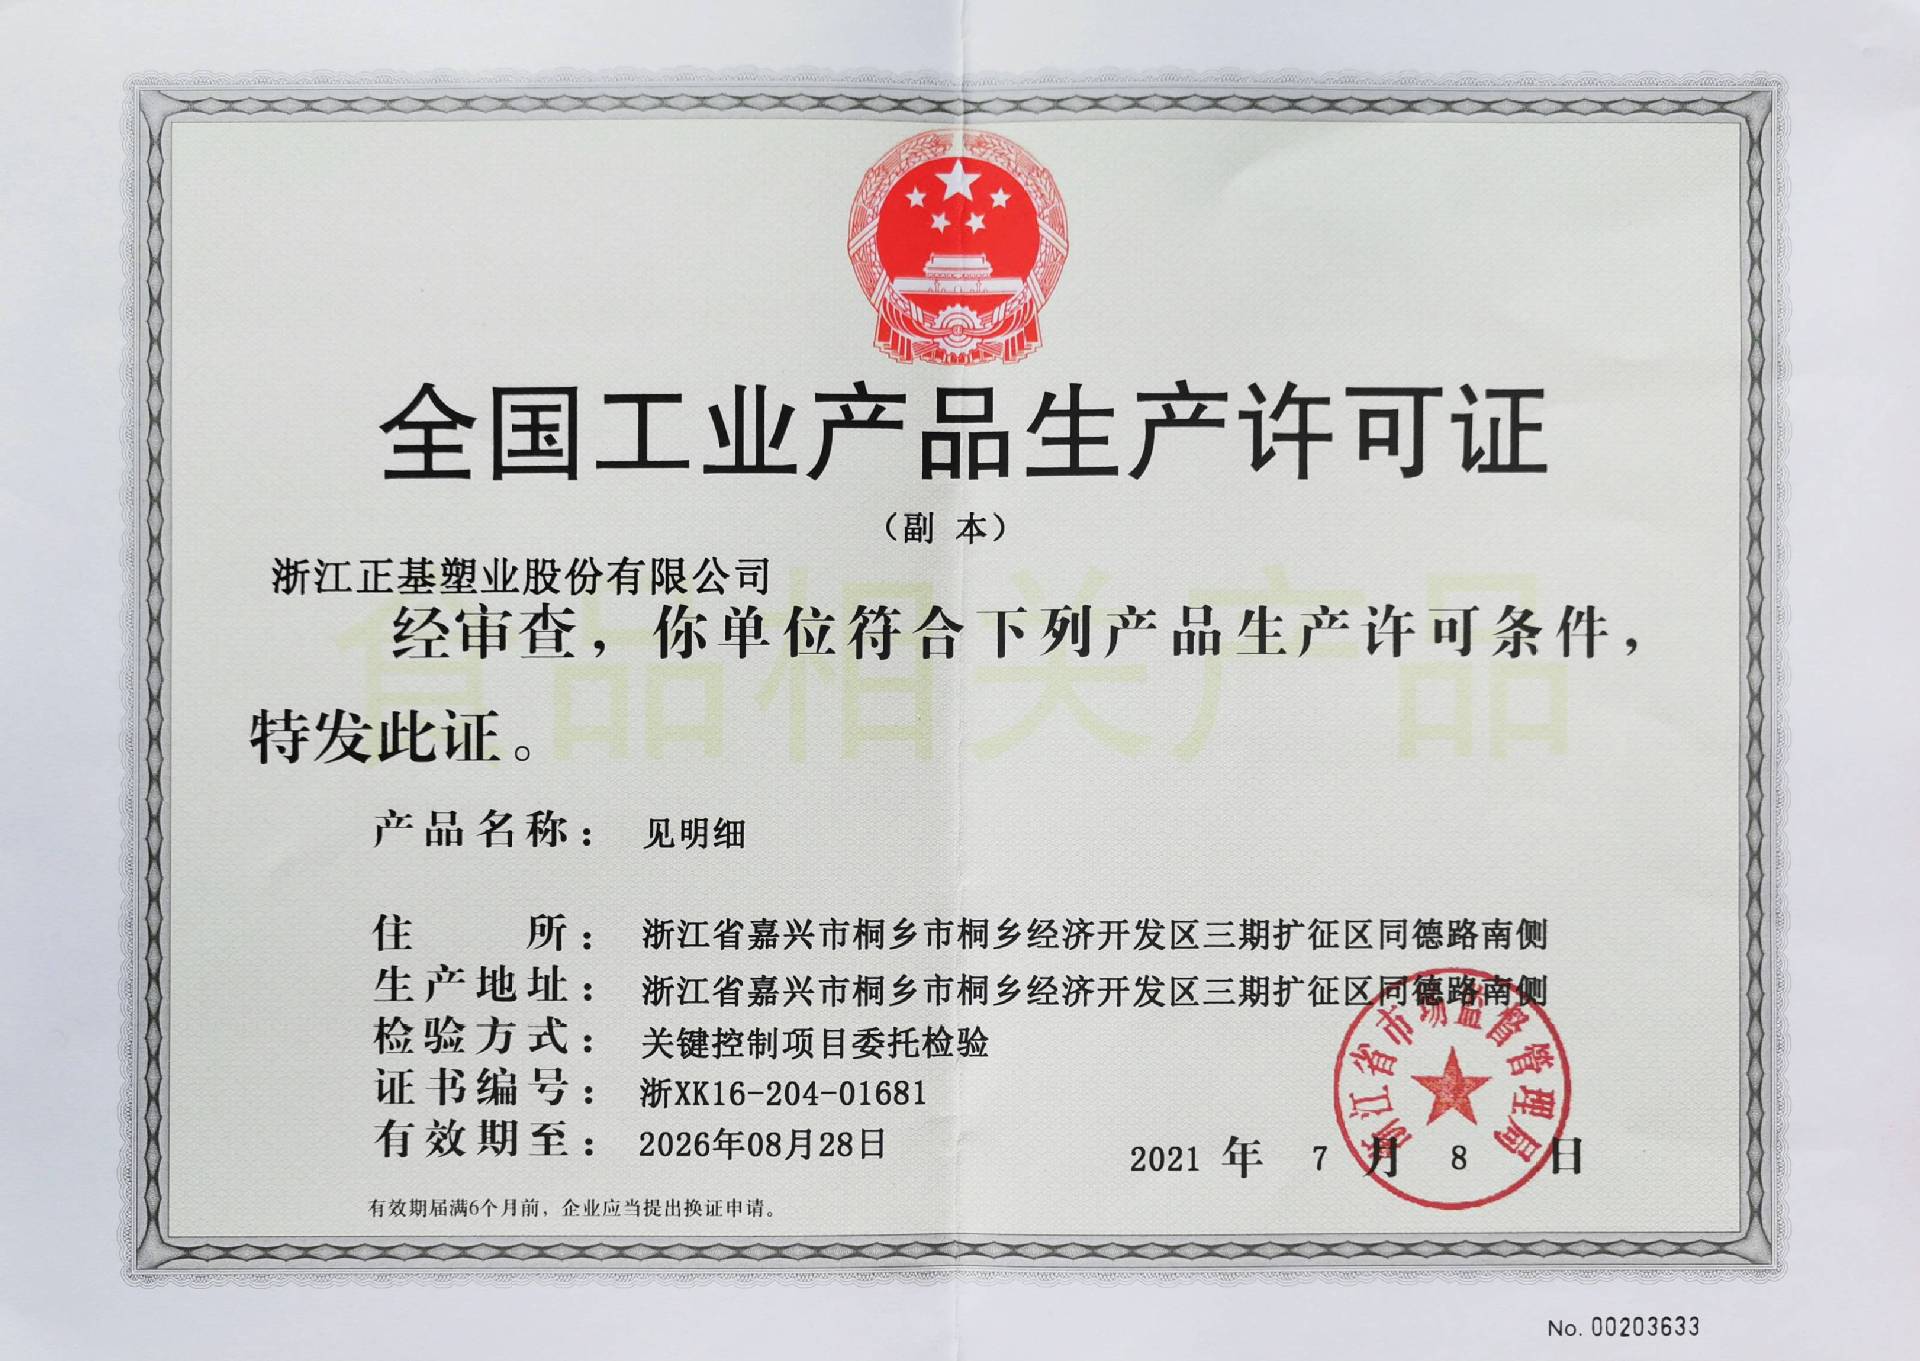 全国工业产品生产许可证
（副 本）
浙江正基塑业股份有限公司
食品相关产品
经审查，你单位符合下列产品生产许可条件，
特发此证。
产品名称： 见明细
住 所： 浙江省嘉兴市桐乡市桐乡经济开发区三期扩征区同德路南侧
生产地址： 浙江省嘉兴市桐乡市桐乡经济开发区三期扩征区同德路南侧
检验方式： 关键控制项目委托检验
证书编号： 浙XK16-204-01681
有效期至： 2026年08月28日
浙江省市场监督管理局
2021 年 7 月 8 日
有效期届满6个月前，企业应当提出换证申请。
No. 00203633